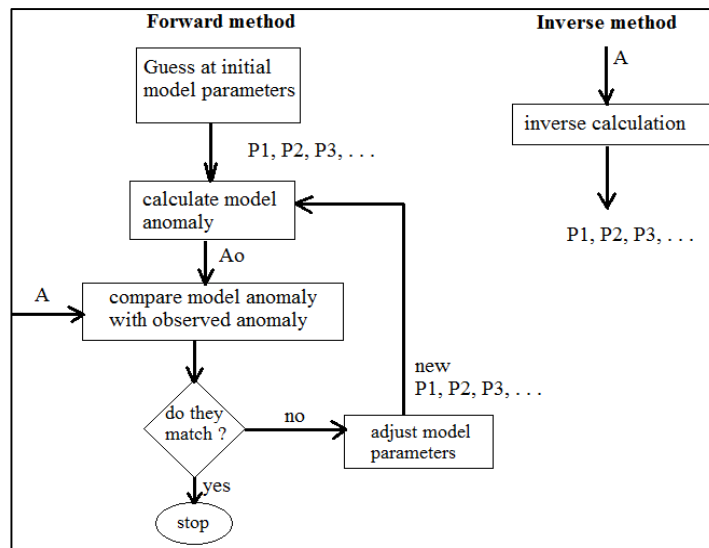 Forward method
Guess at initial
model parameters
P1, P2, P3, . . .
calculate model
anomaly
Ao
A
compare model anomaly
with observed anomaly
do they
match ?
no
adjust model
parameters
new
P1, P2, P3, . . .
yes
stop
Inverse method
A
inverse calculation
P1, P2, P3, . . .